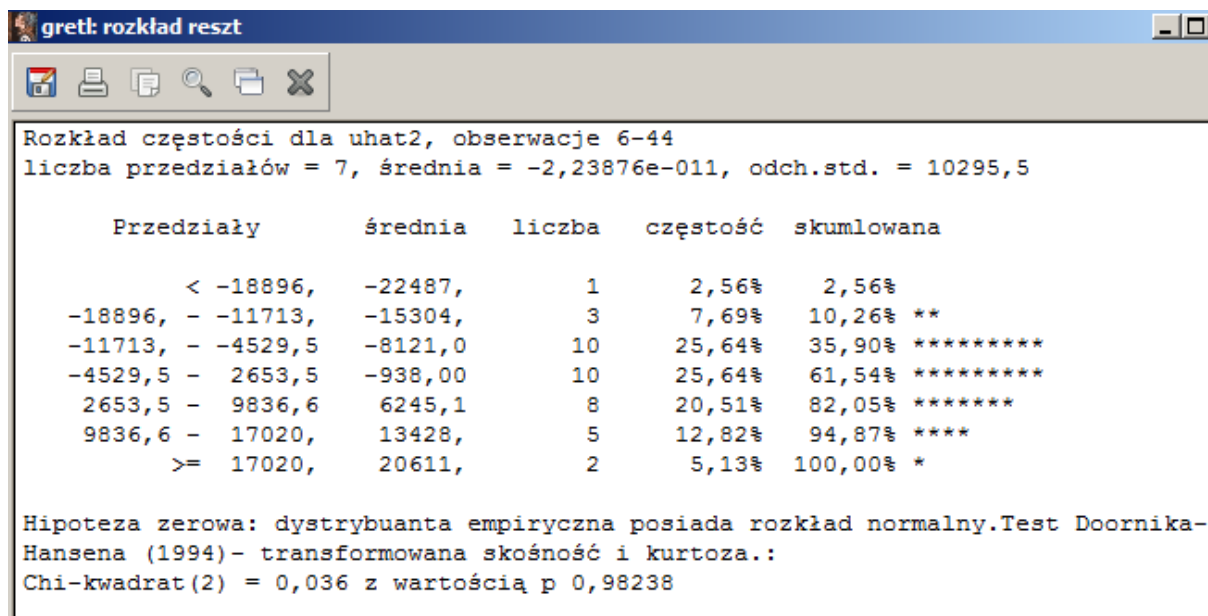 gretl: rozkład reszt
Rozkład częstości dla uhat2, obserwacje 6-44
liczba przedziałów = 7, średnia = -2,23876e-011, odch.std. = 10295,5
Przedziały średnia liczba częstość skumlowana
< -18896, -22487, 1 2,56% 2,56%
-18896, - -11713, -15304, 3 7,69% 10,26% **
-11713, - -4529,5 -8121,0 10 25,64% 35,90% *********
-4529,5 - 2653,5 -938,00 10 25,64% 61,54% *********
2653,5 - 9836,6 6245,1 8 20,51% 82,05% *******
9836,6 - 17020, 13428, 5 12,82% 94,87% ****
>= 17020, 20611, 2 5,13% 100,00% *
Hipoteza zerowa: dystrybuanta empiryczna posiada rozkład normalny.Test Doornika-
Hansena (1994)- transformowana skośność i kurtoza.:
Chi-kwadrat(2) = 0,036 z wartością p 0,98238